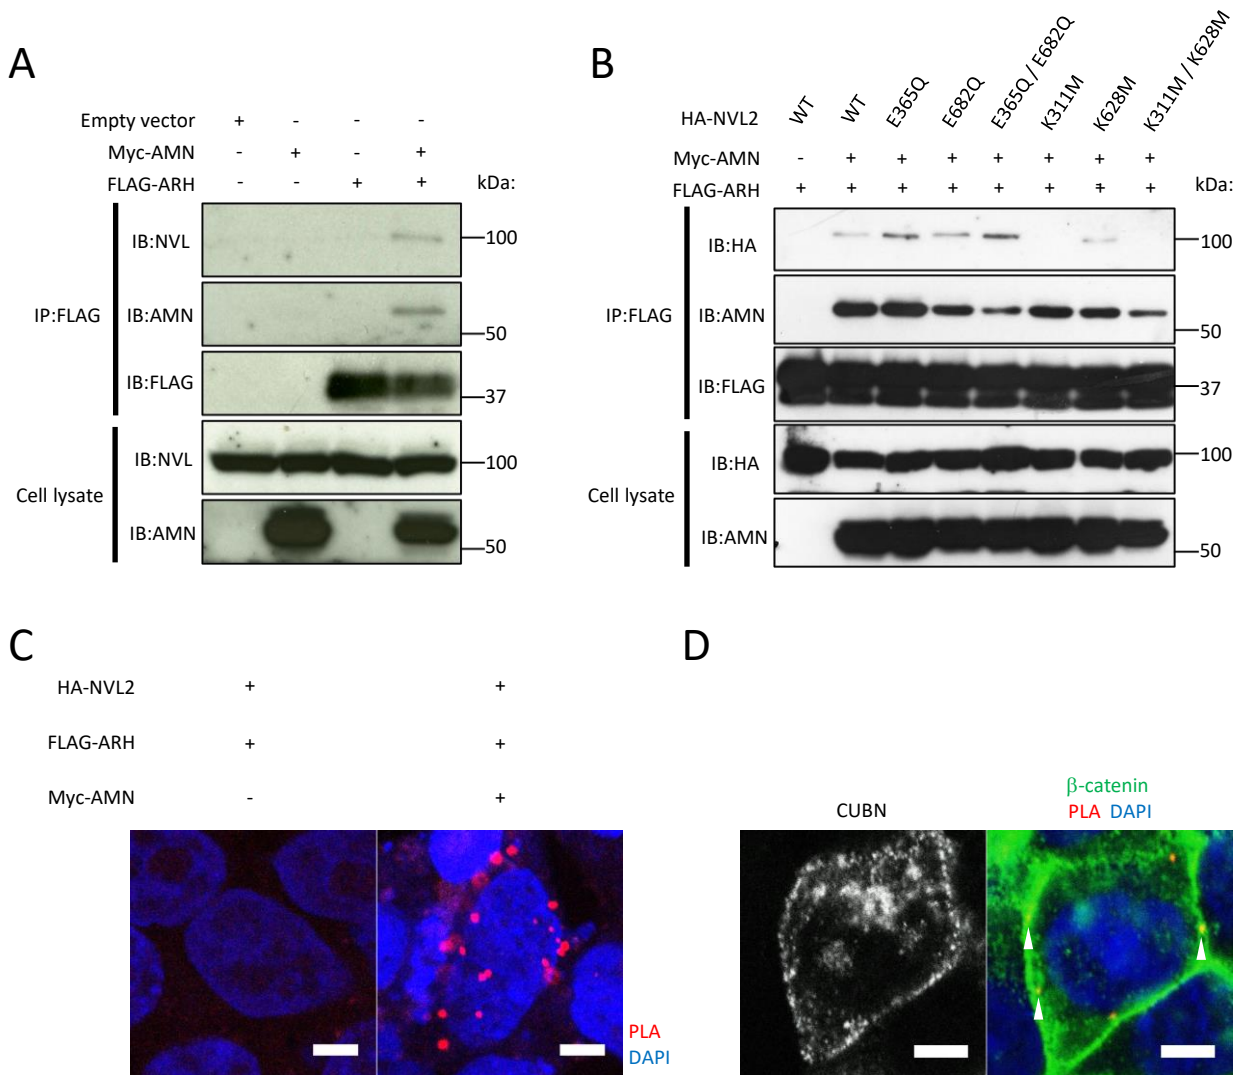 A
Empty vector + - - -
Myc-AMN - + - +
FLAG-ARH - - + + kDa:
IP:FLAG
IB:NVL 100
IB:AMN 50
IB:FLAG 37
Cell lysate
IB:NVL 100
IB:AMN 50
B
HA-NVL2 WT WT E365Q E682Q E365Q / E682Q K311M K628M K311M / K628M
Myc-AMN - + + + + + + +
FLAG-ARH + + + + + + + + kDa:
IP:FLAG
IB:HA 100
IB:AMN 50
IB:FLAG 37
Cell lysate
IB:HA 100
IB:AMN 50
C
HA-NVL2 + +
FLAG-ARH + +
Myc-AMN - +
PLA
DAPI
D
CUBN
β-catenin
PLA DAPI